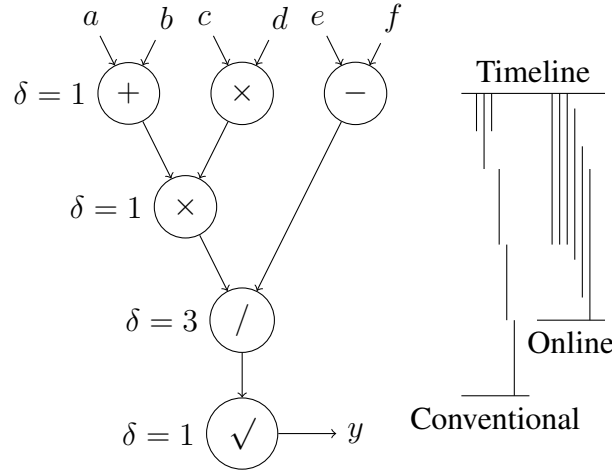 a b c d e f
Timeline
δ = 1 + × −
δ = 1 ×
δ = 3 /
Online
Conventional
δ = 1 √ y